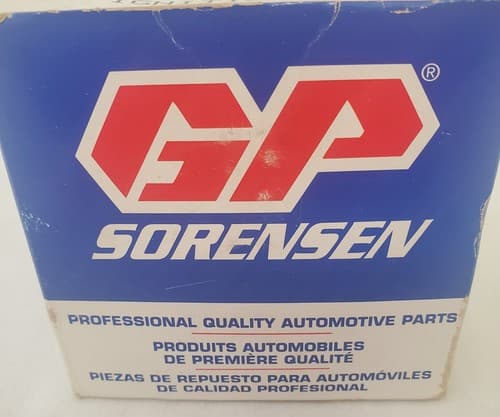 GP®
SORENSEN
PROFESSIONAL QUALITY AUTOMOTIVE PARTS
PRODUITS AUTOMOBILES
DE PREMIÈRE QUALITÉ
PIEZAS DE REPUESTO PARA AUTOMÓVILES
DE CALIDAD PROFESIONAL